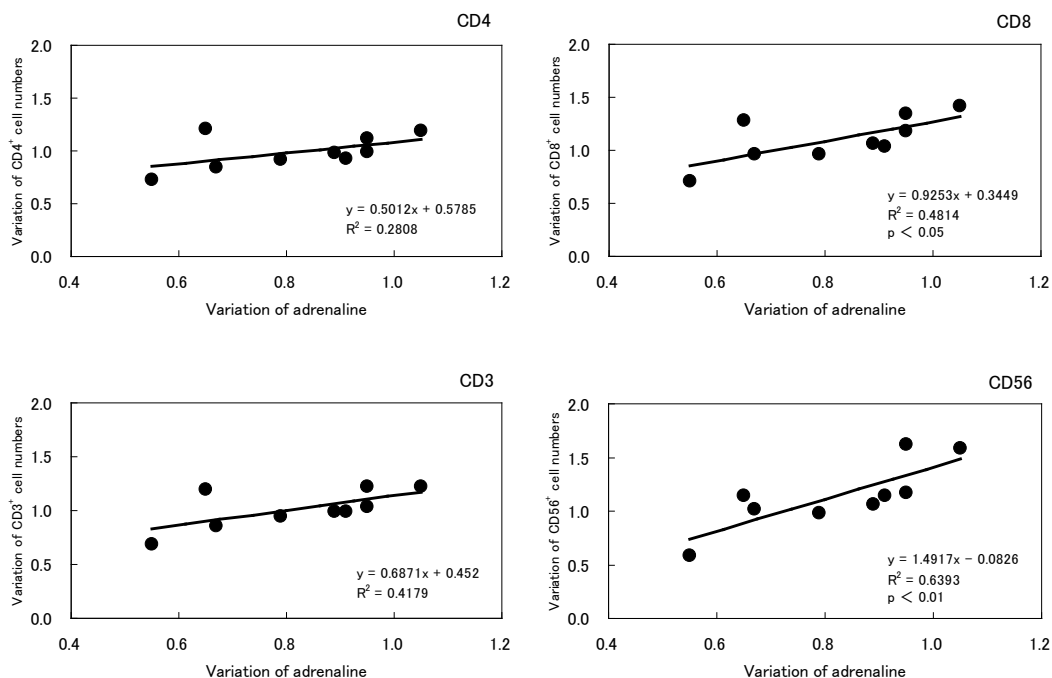 CD4
2.0
1.5
1.0
0.5
0.0
Variation of CD4⁺ cell numbers
y = 0.5012x + 0.5785
R² = 0.2808
0.4 0.6 0.8 1.0 1.2
Variation of adrenaline
CD8
2.0
1.5
1.0
0.5
0.0
Variation of CD8⁺ cell numbers
y = 0.9253x + 0.3449
R² = 0.4814
p < 0.05
0.4 0.6 0.8 1.0 1.2
Variation of adrenaline
CD3
2.0
1.5
1.0
0.5
0.0
Variation of CD3⁺ cell numbers
y = 0.6871x + 0.452
R² = 0.4179
0.4 0.6 0.8 1.0 1.2
Variation of adrenaline
CD56
2.0
1.5
1.0
0.5
0.0
Variation of CD56⁺ cell numbers
y = 1.4917x − 0.0826
R² = 0.6393
p < 0.01
0.4 0.6 0.8 1.0 1.2
Variation of adrenaline